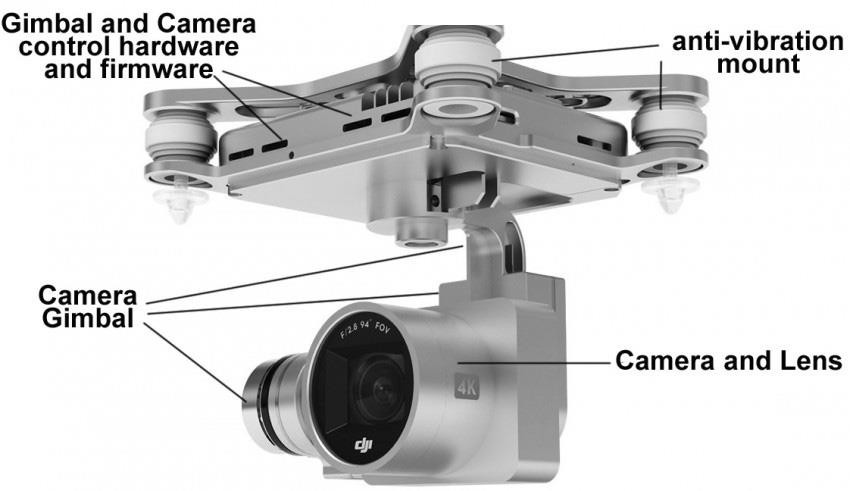 Gimbal and Camera
control hardware
and firmware
anti-vibration
mount
Camera
Gimbal
F/2.8 94° FOV
Camera and Lens
4K
dji